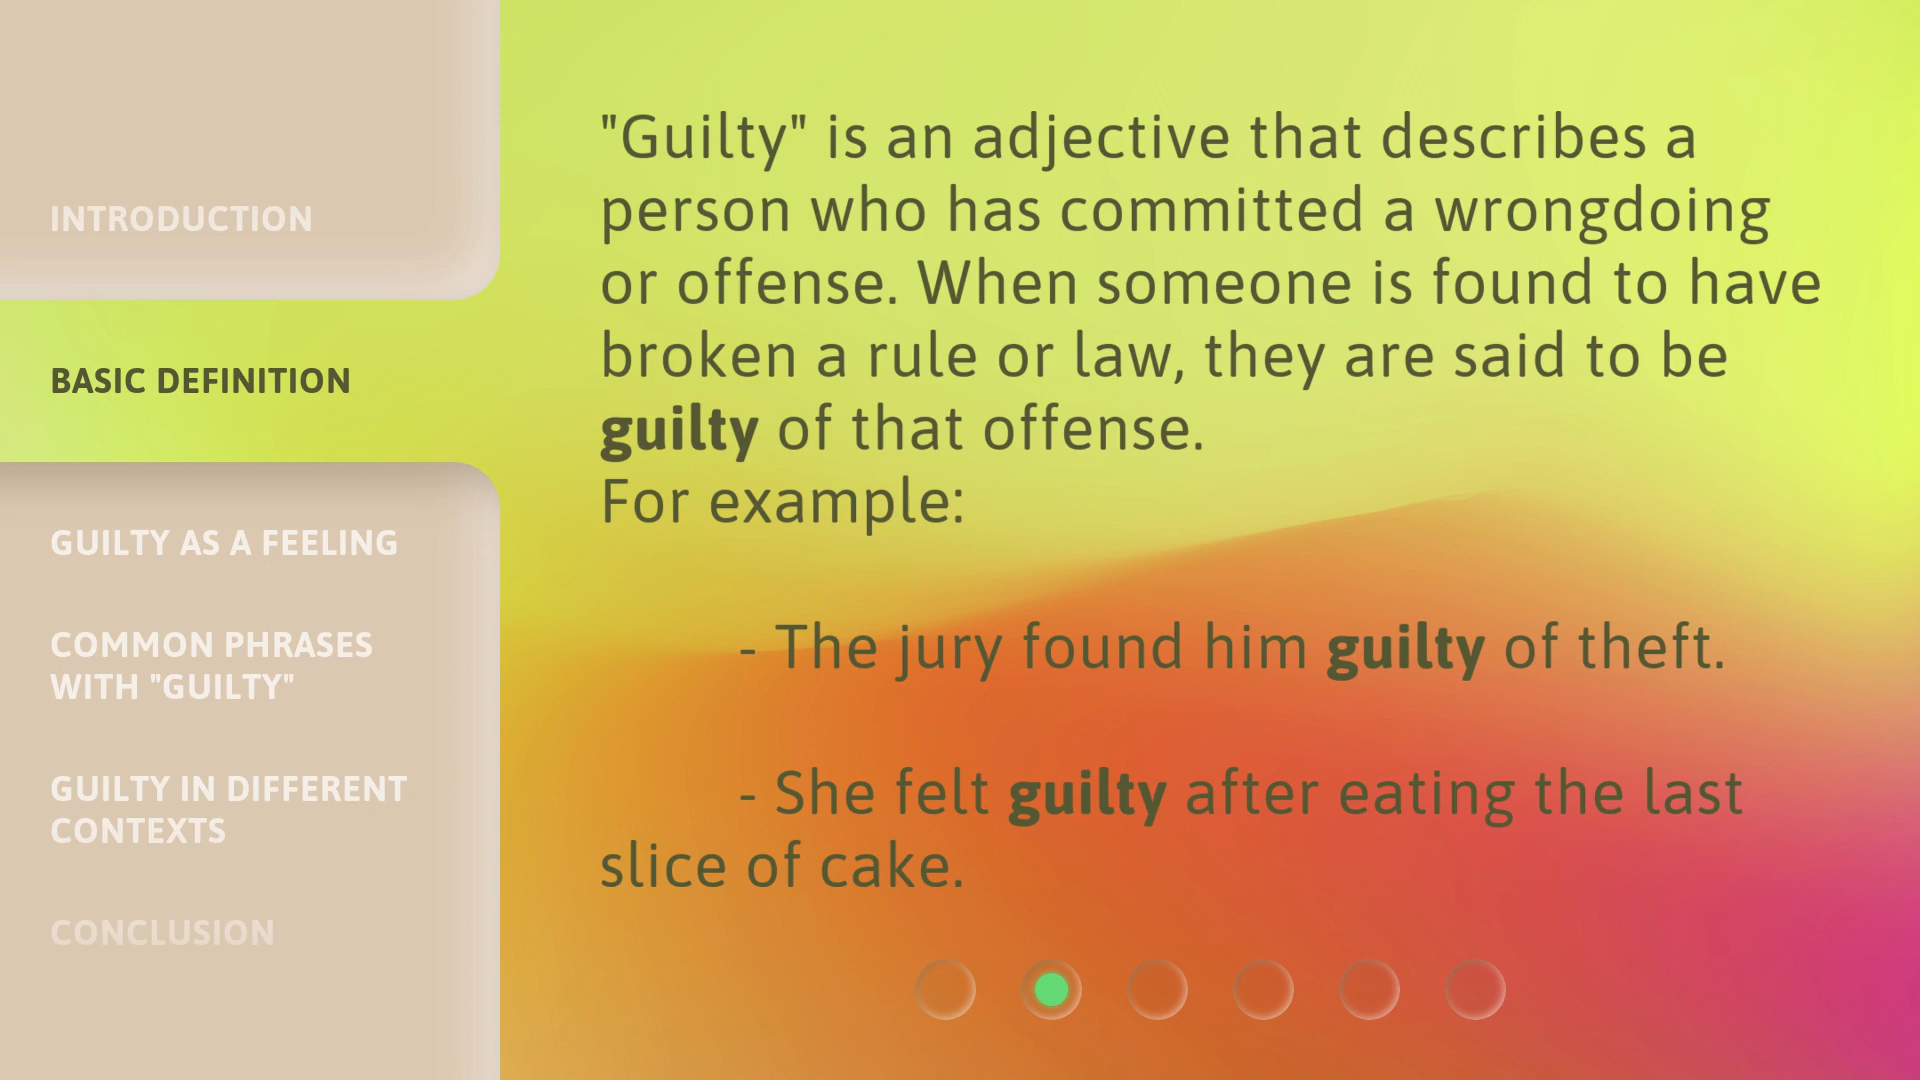 INTRODUCTION
BASIC DEFINITION
GUILTY AS A FEELING
COMMON PHRASES
WITH "GUILTY"
GUILTY IN DIFFERENT
CONTEXTS
CONCLUSION
"Guilty" is an adjective that describes a
person who has committed a wrongdoing
or offense. When someone is found to have
broken a rule or law, they are said to be
guilty of that offense.
For example:
- The jury found him guilty of theft.
- She felt guilty after eating the last
slice of cake.